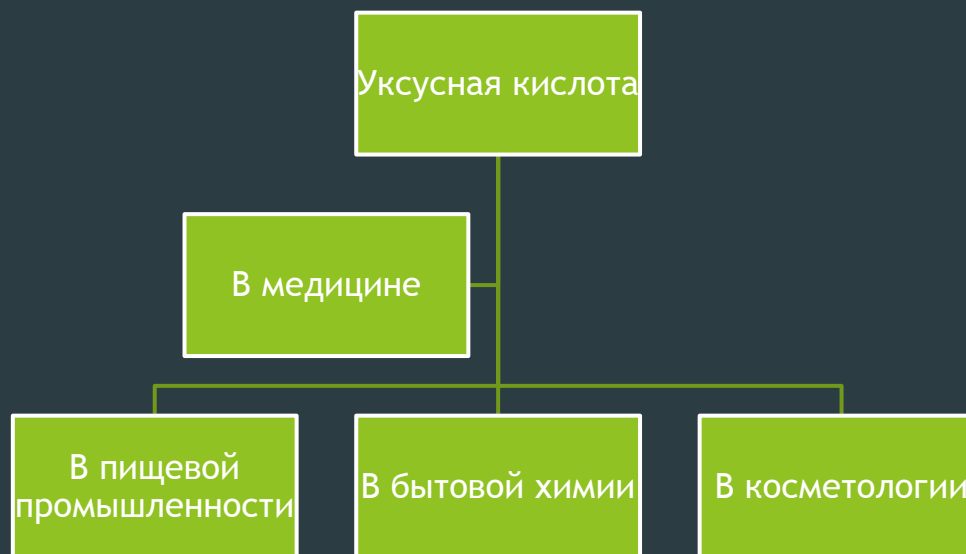 Уксусная кислота
В медицине
В пищевой
промышленности
В бытовой химии
В косметологии